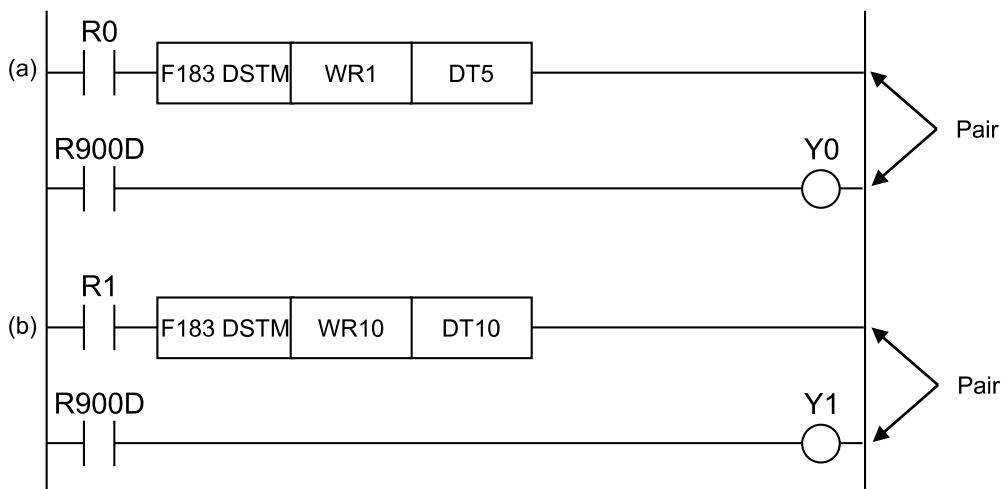 R0
(a) F183 DSTM WR1 DT5
Pair
R900D Y0
R1
(b) F183 DSTM WR10 DT10
Pair
R900D Y1